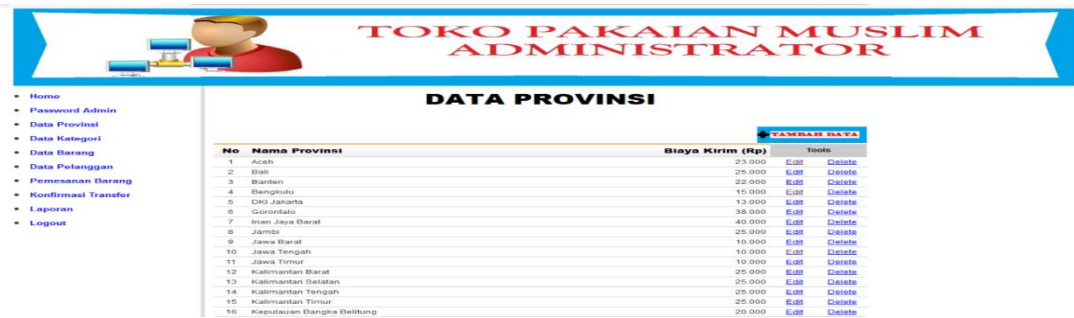 TOKO PAKAIAN MUSLIM
ADMINISTRATOR
Home
Password Admin
Data Provinsi
Data Kategori
Data Barang
Data Pelanggan
Pemesanan Barang
Konfirmasi Transfer
Laporan
Logout
DATA PROVINSI
TAMBAH DATA
No Nama Provinsi Biaya Kirim (Rp) Tools
1 Aceh 23.000 Edit Delete
2 Bali 25.000 Edit Delete
3 Banten 22.000 Edit Delete
4 Bengkulu 15.000 Edit Delete
5 DKI Jakarta 13.000 Edit Delete
6 Gorontalo 38.000 Edit Delete
7 Irian Jaya Barat 40.000 Edit Delete
8 Jambi 25.000 Edit Delete
9 Jawa Barat 10.000 Edit Delete
10 Jawa Tengah 10.000 Edit Delete
11 Jawa Timur 10.000 Edit Delete
12 Kalimantan Barat 25.000 Edit Delete
13 Kalimantan Selatan 25.000 Edit Delete
14 Kalimantan Tengah 25.000 Edit Delete
15 Kalimantan Timur 25.000 Edit Delete
16 Kepulauan Bangka Belitung 20.000 Edit Delete